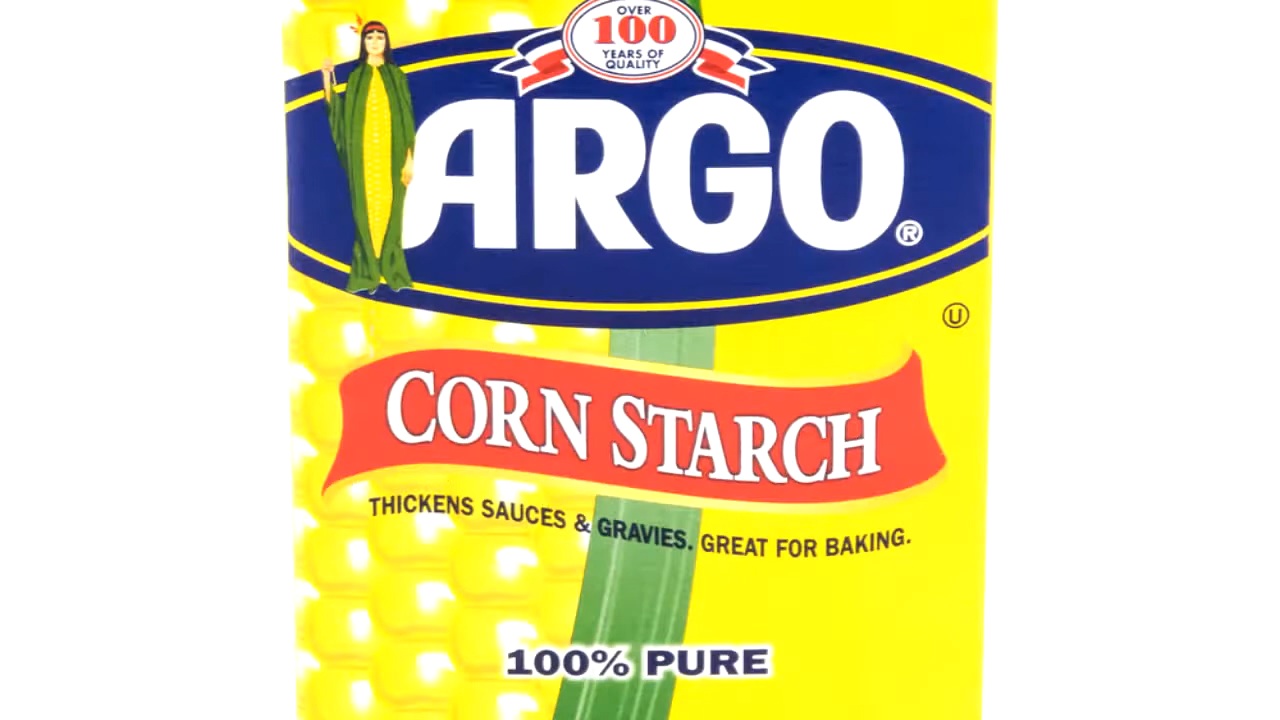 OVER
100
YEARS OF
QUALITY
ARGO®
U
CORN STARCH
THICKENS SAUCES & GRAVIES. GREAT FOR BAKING.
100% PURE